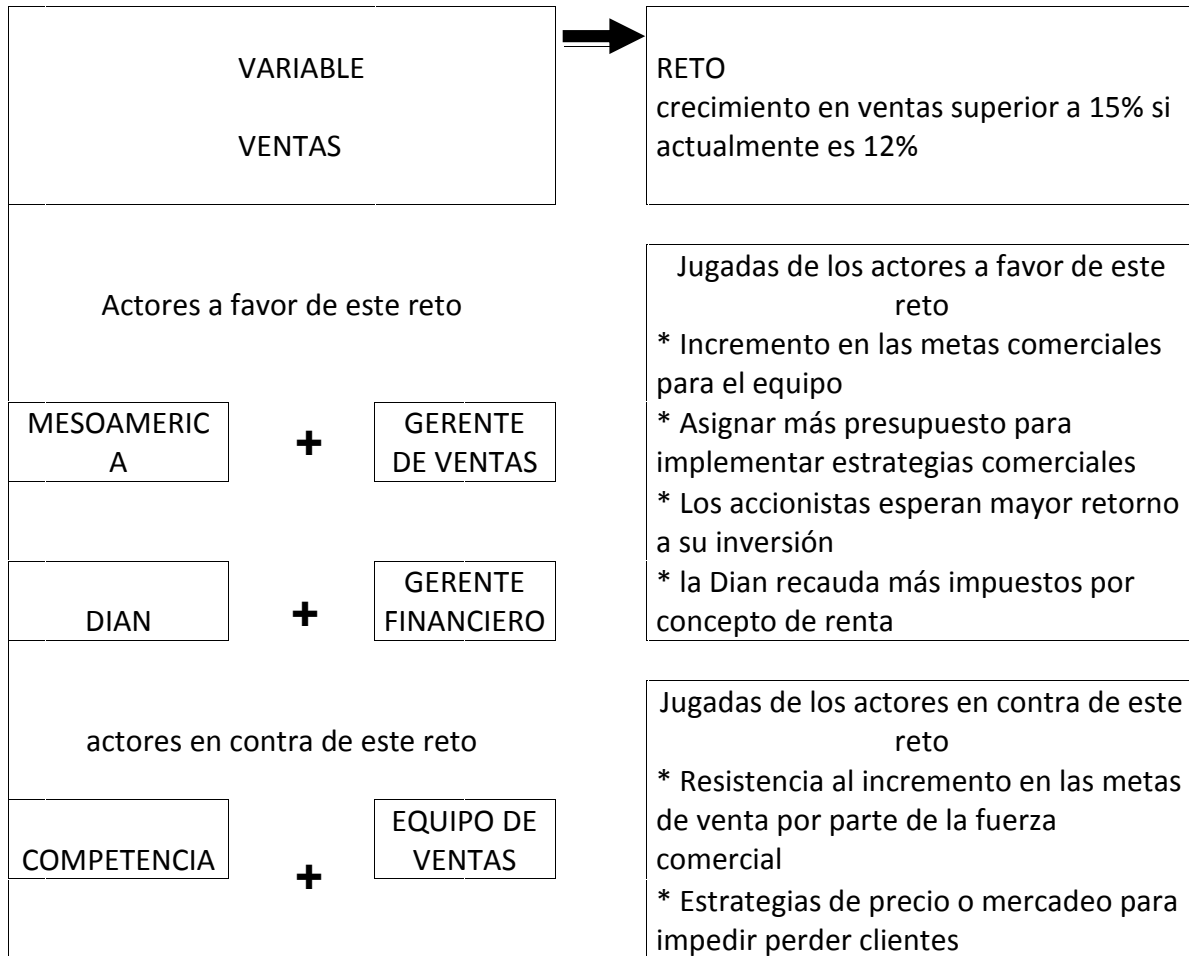 VARIABLE
VENTAS
RETO
crecimiento en ventas superior a 15% si
actualmente es 12%
Actores a favor de este reto
MESOAMERIC
A
+
GERENTE
DE VENTAS
DIAN
+
GERENTE
FINANCIERO
Jugadas de los actores a favor de este
reto
* Incremento en las metas comerciales
para el equipo
* Asignar más presupuesto para
implementar estrategias comerciales
* Los accionistas esperan mayor retorno
a su inversión
* la Dian recauda más impuestos por
concepto de renta
actores en contra de este reto
COMPETENCIA
+
EQUIPO DE
VENTAS
Jugadas de los actores en contra de este
reto
* Resistencia al incremento en las metas
de venta por parte de la fuerza
comercial
* Estrategias de precio o mercadeo para
impedir perder clientes